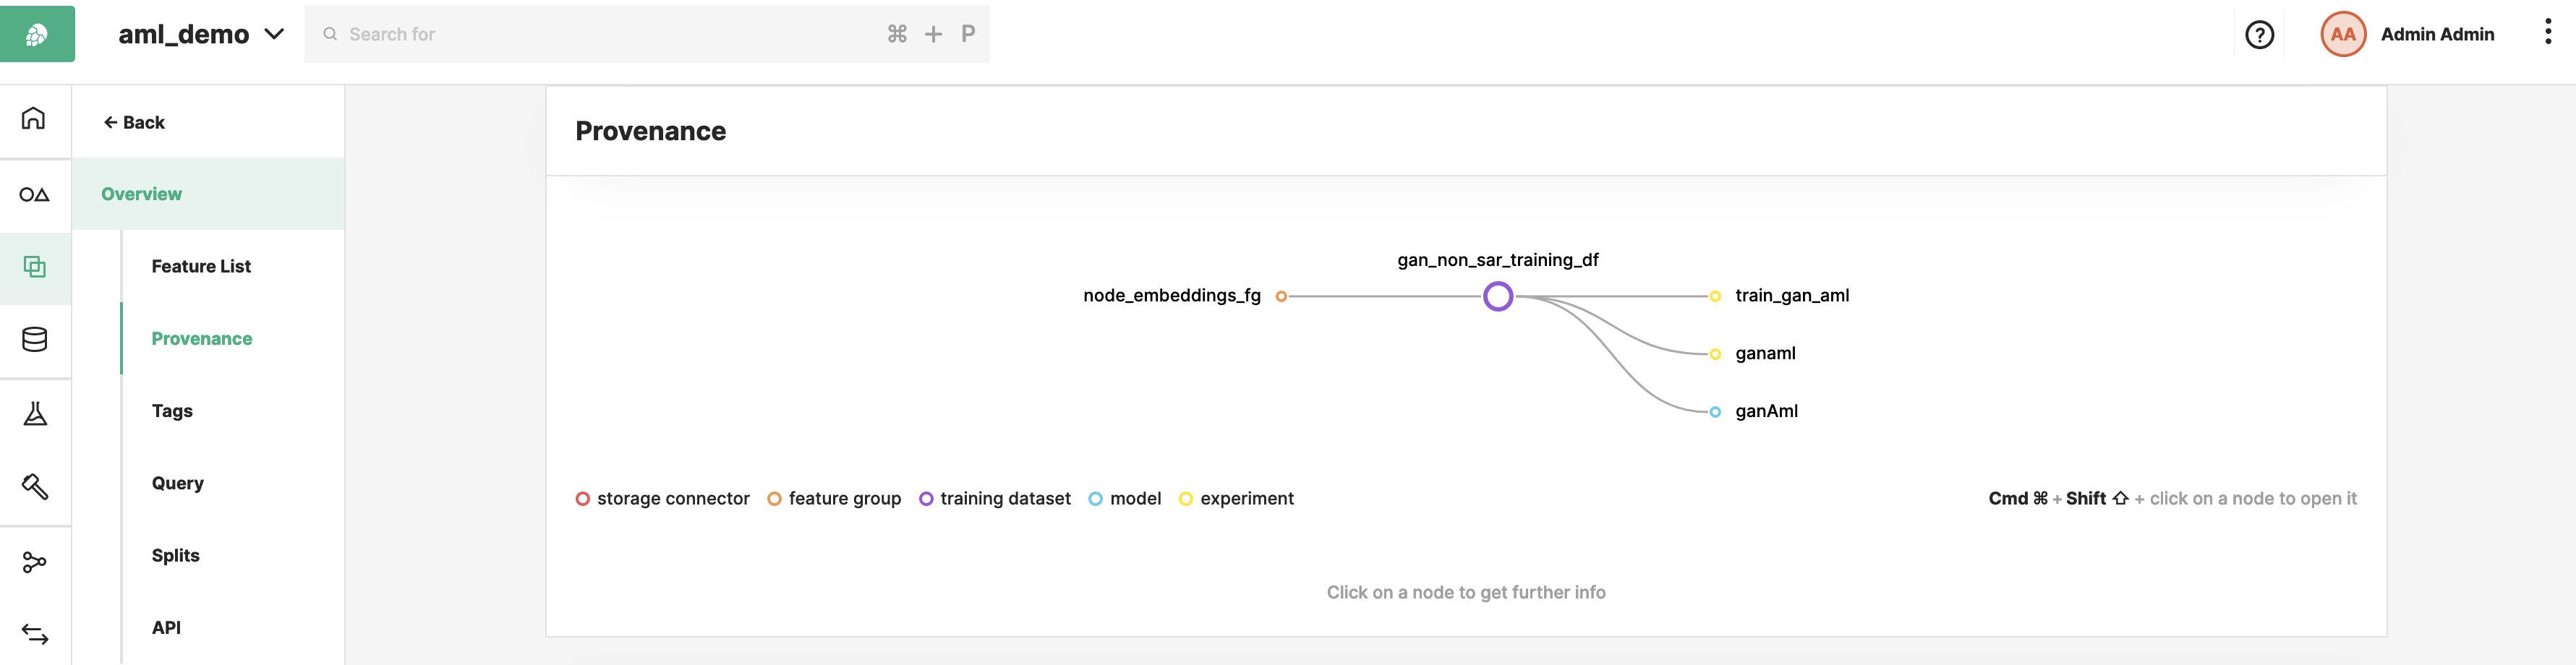 aml_demo
Search for
⌘ + P
?
AA
Admin Admin
← Back
Overview
Feature List
Provenance
Tags
Query
Splits
API
Provenance
gan_non_sar_training_df
node_embeddings_fg
train_gan_aml
ganaml
ganAml
storage connector feature group training dataset model experiment
Cmd ⌘ + Shift ⇧ + click on a node to open it
Click on a node to get further info